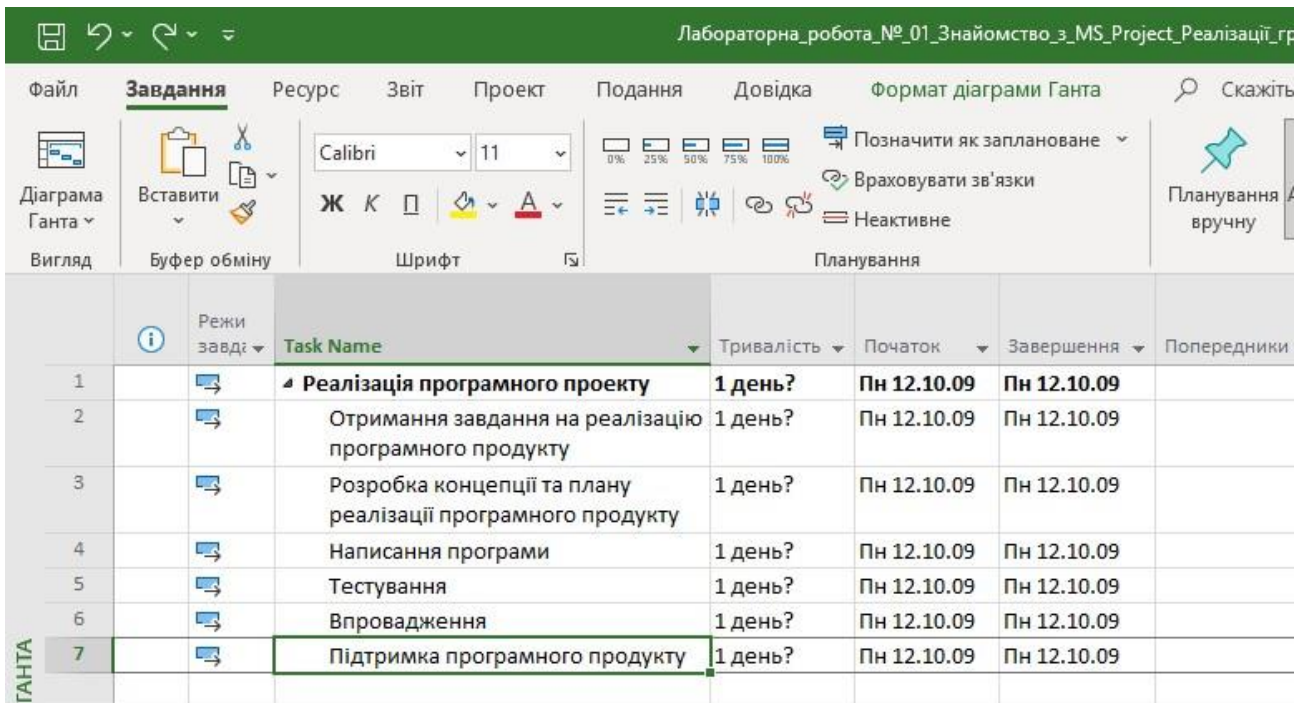 Лабораторна_робота_№_01_Знайомство_з_MS_Project_Реалізації_гр
Файл Завдання Ресурс Звіт Проект Подання Довідка Формат діаграми Ганта Скажіть
Діаграма Ганта
Вставити
Calibri 11
Ж К П А
0% 25% 50% 75% 100%
Позначити як заплановане
Враховувати зв'язки
Неактивне
Планування вручну
Вигляд Буфер обміну Шрифт Планування
Режи
завда Task Name Тривалість Початок Завершення Попередники
1 Реалізація програмного проекту 1 день? Пн 12.10.09 Пн 12.10.09
2 Отримання завдання на реалізацію 1 день? Пн 12.10.09 Пн 12.10.09
програмного продукту
3 Розробка концепції та плану 1 день? Пн 12.10.09 Пн 12.10.09
реалізації програмного продукту
4 Написання програми 1 день? Пн 12.10.09 Пн 12.10.09
5 Тестування 1 день? Пн 12.10.09 Пн 12.10.09
6 Впровадження 1 день? Пн 12.10.09 Пн 12.10.09
7 Підтримка програмного продукту 1 день? Пн 12.10.09 Пн 12.10.09
ГАНТА